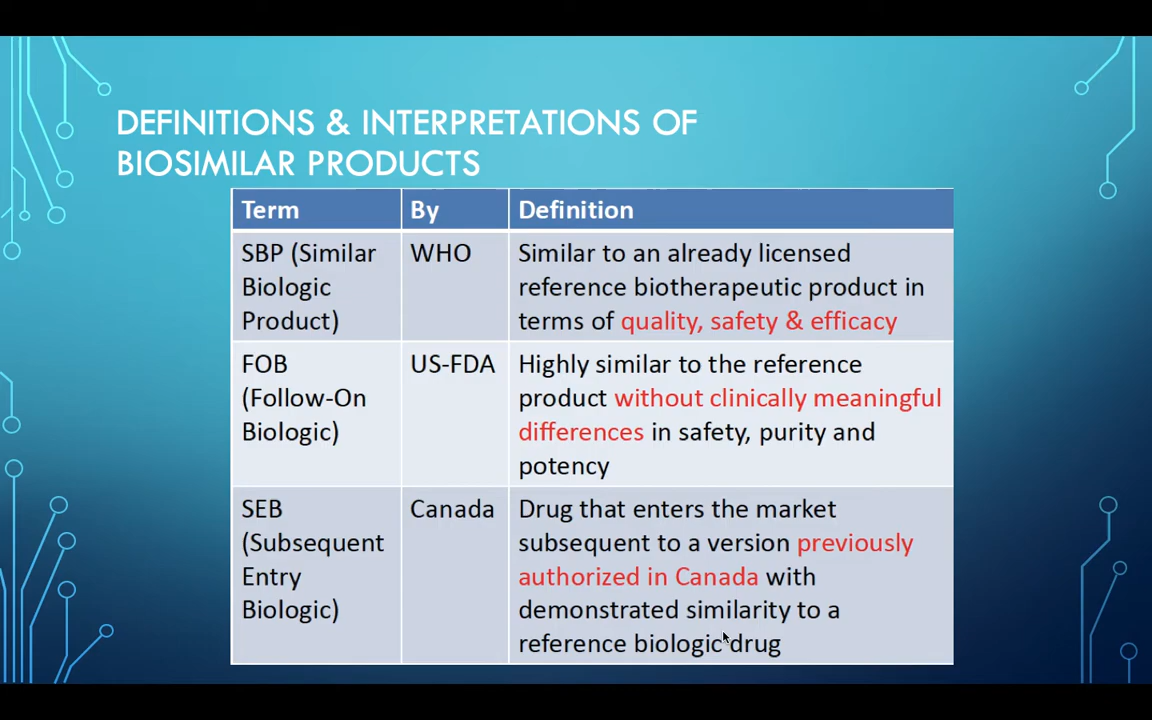 DEFINITIONS & INTERPRETATIONS OF
BIOSIMILAR PRODUCTS
Term By Definition
SBP (Similar Biologic Product)
WHO
Similar to an already licensed
reference biotherapeutic product in
terms of quality, safety & efficacy
FOB (Follow-On Biologic)
US-FDA
Highly similar to the reference
product without clinically meaningful
differences in safety, purity and
potency
SEB (Subsequent Entry Biologic)
Canada
Drug that enters the market
subsequent to a version previously
authorized in Canada with
demonstrated similarity to a
reference biologic drug